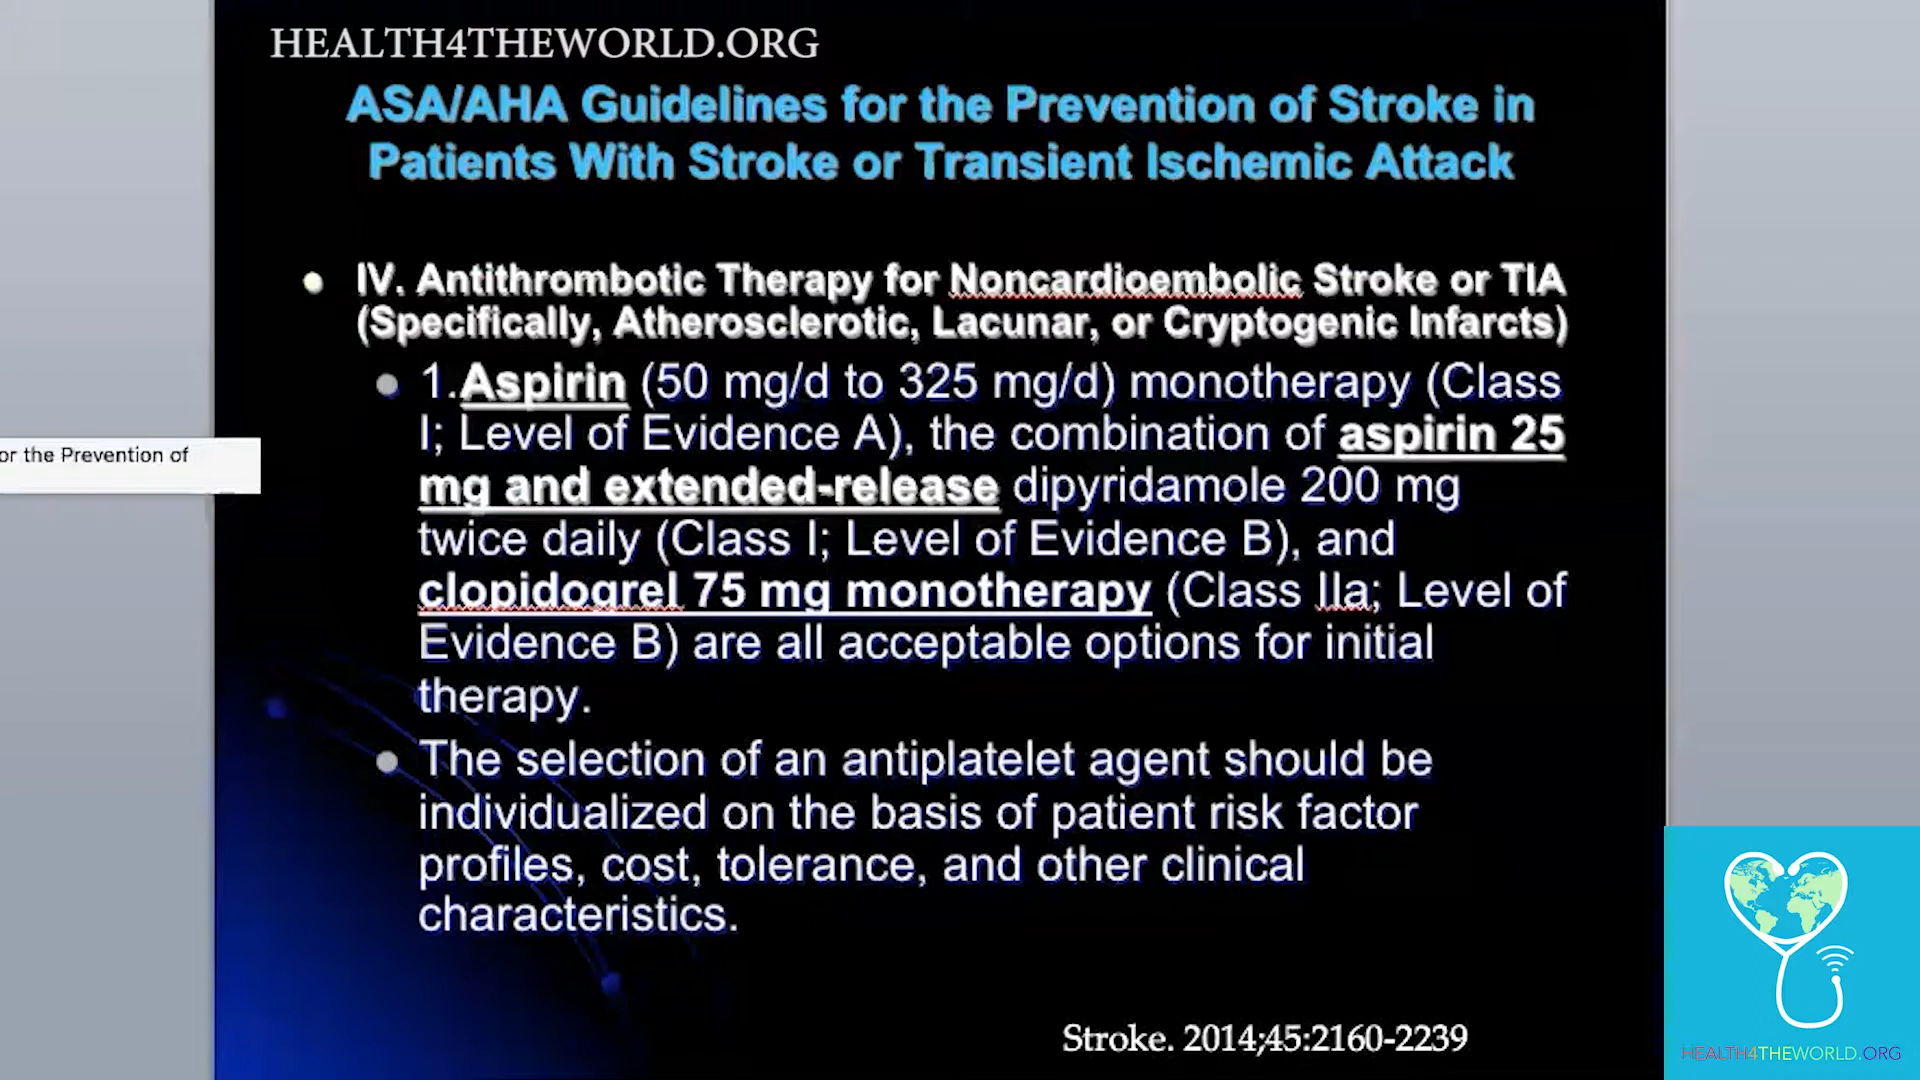 HEALTH4THEWORLD.ORG
ASA/AHA Guidelines for the Prevention of Stroke in
Patients With Stroke or Transient Ischemic Attack
IV. Antithrombotic Therapy for Noncardioembolic Stroke or TIA
(Specifically, Atherosclerotic, Lacunar, or Cryptogenic Infarcts)
1.Aspirin (50 mg/d to 325 mg/d) monotherapy (Class
I; Level of Evidence A), the combination of aspirin 25
or the Prevention of
mg and extended-release dipyridamole 200 mg
twice daily (Class I; Level of Evidence B), and
clopidogrel 75 mg monotherapy (Class IIa; Level of
Evidence B) are all acceptable options for initial
therapy.
The selection of an antiplatelet agent should be
individualized on the basis of patient risk factor
profiles, cost, tolerance, and other clinical
characteristics.
Stroke. 2014;45:2160-2239
HEALTH4THEWORLD.ORG